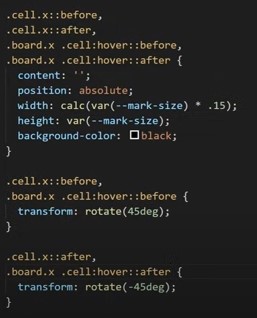 .cell.x::before,
.cell.x::after,
.board.x .cell:hover::before,
.board.x .cell:hover::after {
  content: '';
  position: absolute;
  width: calc(var(--mark-size) * .15);
  height: var(--mark-size);
  background-color: black;
}

.cell.x::before,
.board.x .cell:hover::before {
  transform: rotate(45deg);
}

.cell.x::after,
.board.x .cell:hover::after {
  transform: rotate(-45deg);
}